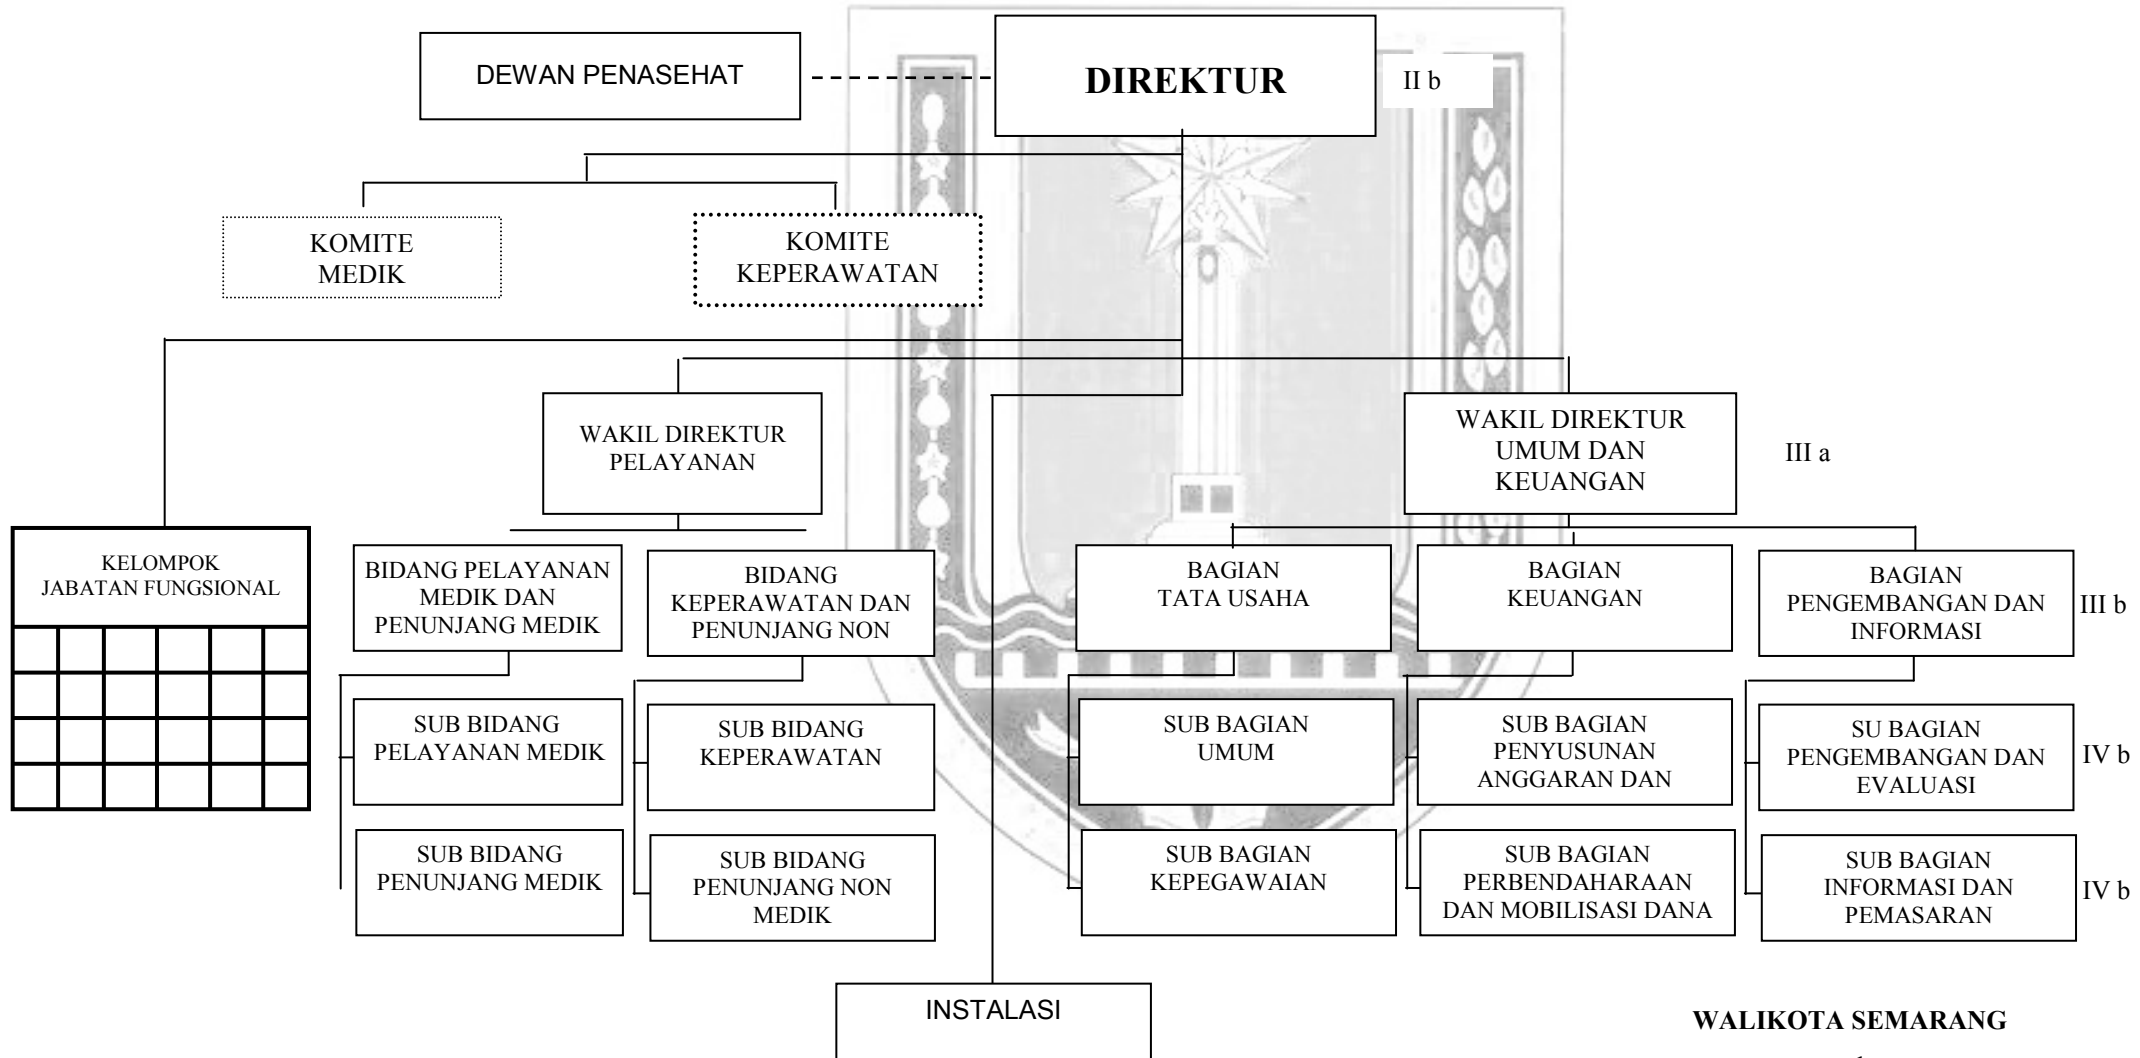 DEWAN PENASEHAT
DIREKTUR
II b
KOMITE
MEDIK
KOMITE
KEPERAWATAN
WAKIL DIREKTUR
PELAYANAN
WAKIL DIREKTUR
UMUM DAN
KEUANGAN
III a
KELOMPOK
JABATAN FUNGSIONAL
BIDANG PELAYANAN
MEDIK DAN
PENUNJANG MEDIK
BIDANG
KEPERAWATAN DAN
PENUNJANG NON
BAGIAN
TATA USAHA
BAGIAN
KEUANGAN
BAGIAN
PENGEMBANGAN DAN
INFORMASI
III b
SUB BIDANG
PELAYANAN MEDIK
SUB BIDANG
KEPERAWATAN
SUB BAGIAN
UMUM
SUB BAGIAN
PENYUSUNAN
ANGGARAN DAN
SU BAGIAN
PENGEMBANGAN DAN
EVALUASI
IV b
SUB BIDANG
PENUNJANG MEDIK
SUB BIDANG
PENUNJANG NON
MEDIK
SUB BAGIAN
KEPEGAWAIAN
SUB BAGIAN
PERBENDAHARAAN
DAN MOBILISASI DANA
SUB BAGIAN
INFORMASI DAN
PEMASARAN
IV b
INSTALASI
WALIKOTA SEMARANG